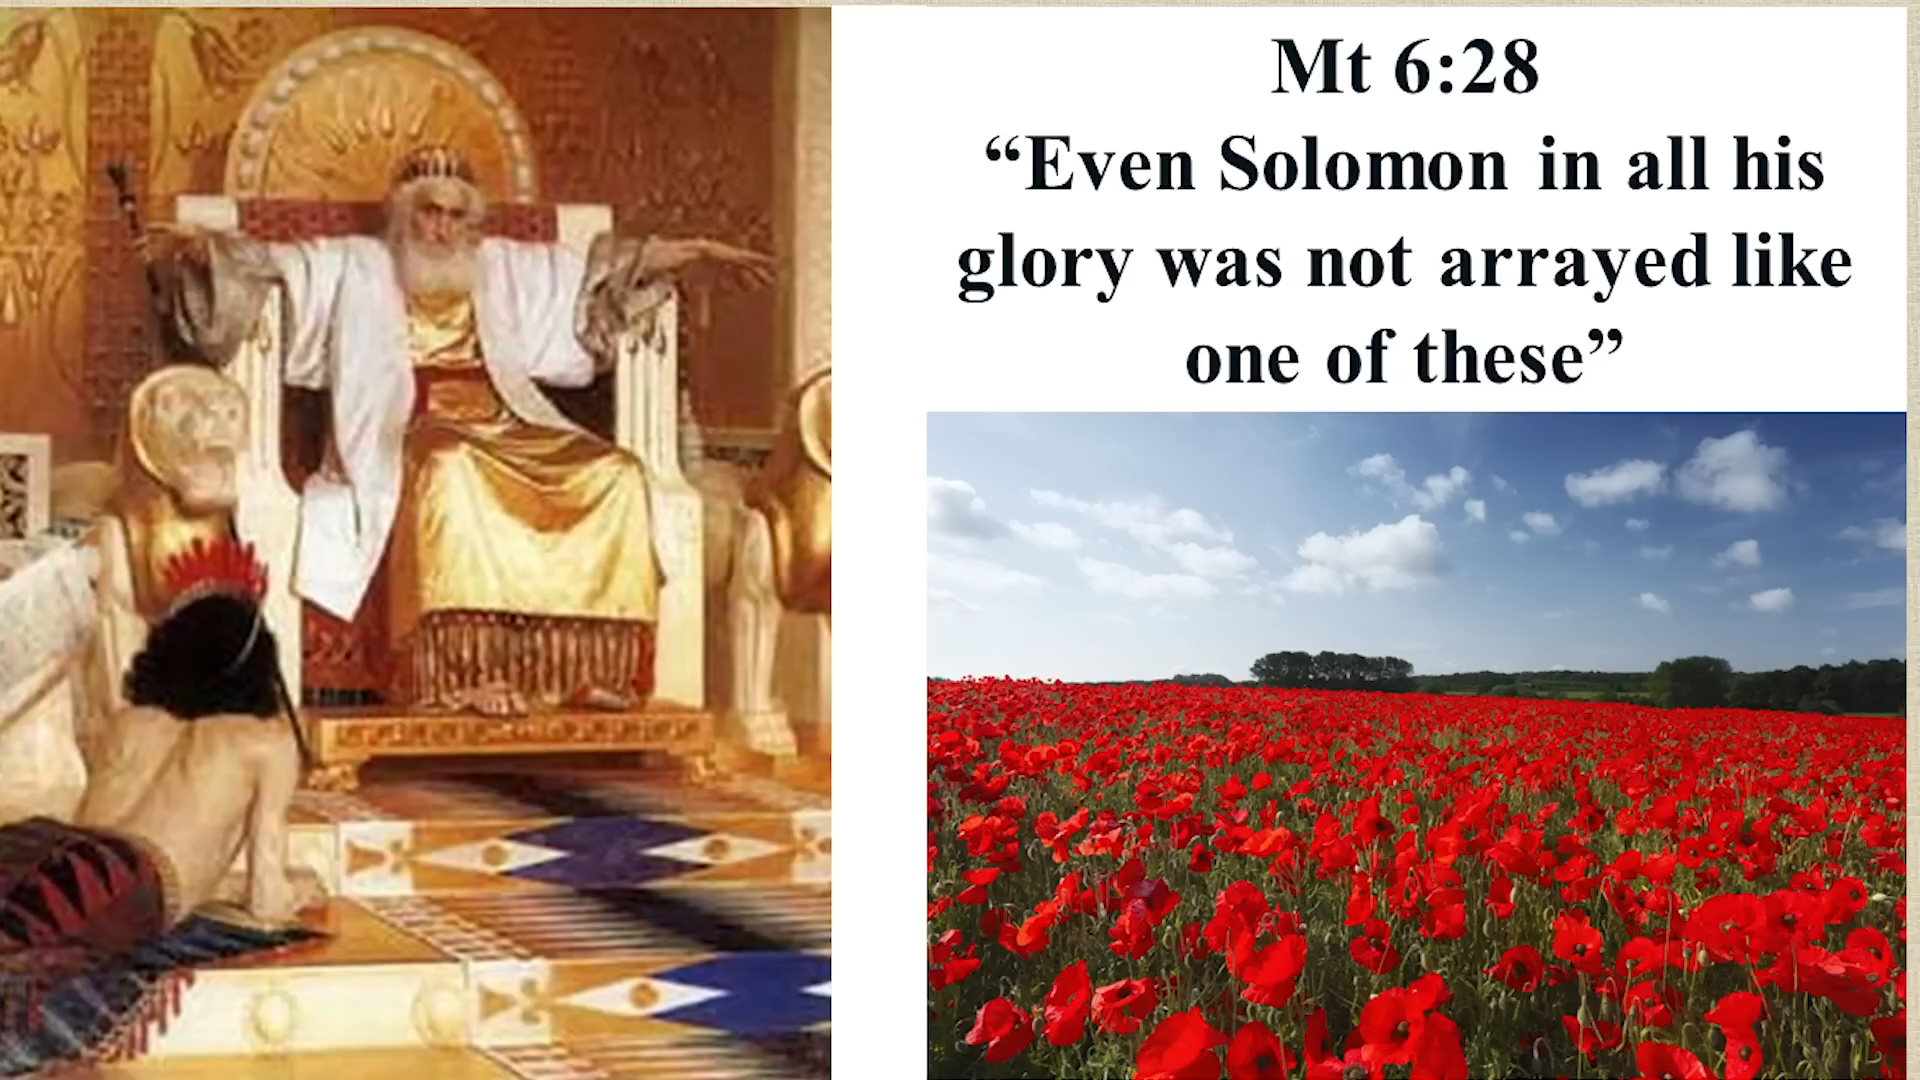 Mt 6:28
“Even Solomon in all his
glory was not arrayed like
one of these”